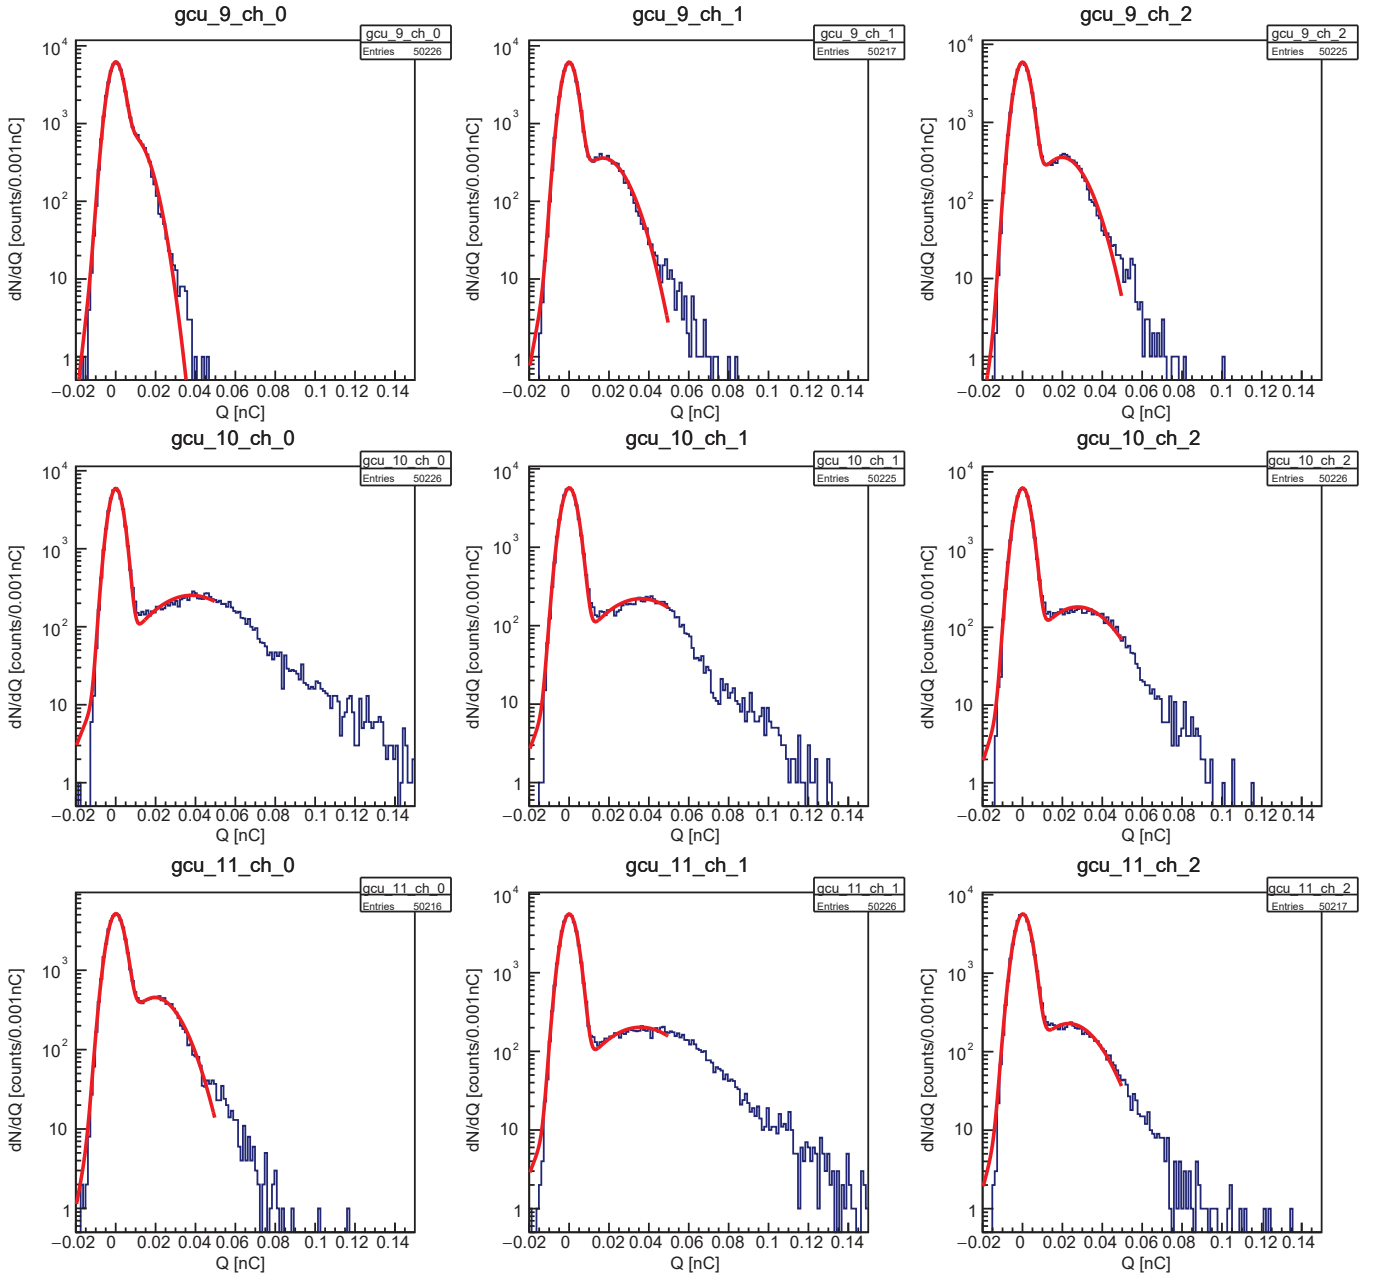 gcu_9_ch_0
gcu_9_ch_0
Entries 50226
dN/dQ [counts/0.001nC]
10^4
10^3
10^2
10
1
−0.02 0 0.02 0.04 0.06 0.08 0.1 0.12 0.14
Q [nC]
gcu_9_ch_1
gcu_9_ch_1
Entries 50217
dN/dQ [counts/0.001nC]
10^4
10^3
10^2
10
1
−0.02 0 0.02 0.04 0.06 0.08 0.1 0.12 0.14
Q [nC]
gcu_9_ch_2
gcu_9_ch_2
Entries 50225
dN/dQ [counts/0.001nC]
10^4
10^3
10^2
10
1
−0.02 0 0.02 0.04 0.06 0.08 0.1 0.12 0.14
Q [nC]
gcu_10_ch_0
gcu_10_ch_0
Entries 50226
dN/dQ [counts/0.001nC]
10^4
10^3
10^2
10
1
−0.02 0 0.02 0.04 0.06 0.08 0.1 0.12 0.14
Q [nC]
gcu_10_ch_1
gcu_10_ch_1
Entries 50225
dN/dQ [counts/0.001nC]
10^4
10^3
10^2
10
1
−0.02 0 0.02 0.04 0.06 0.08 0.1 0.12 0.14
Q [nC]
gcu_10_ch_2
gcu_10_ch_2
Entries 50226
dN/dQ [counts/0.001nC]
10^4
10^3
10^2
10
1
−0.02 0 0.02 0.04 0.06 0.08 0.1 0.12 0.14
Q [nC]
gcu_11_ch_0
gcu_11_ch_0
Entries 50216
dN/dQ [counts/0.001nC]
10^4
10^3
10^2
10
1
−0.02 0 0.02 0.04 0.06 0.08 0.1 0.12 0.14
Q [nC]
gcu_11_ch_1
gcu_11_ch_1
Entries 50226
dN/dQ [counts/0.001nC]
10^4
10^3
10^2
10
1
−0.02 0 0.02 0.04 0.06 0.08 0.1 0.12 0.14
Q [nC]
gcu_11_ch_2
gcu_11_ch_2
Entries 50217
dN/dQ [counts/0.001nC]
10^4
10^3
10^2
10
1
−0.02 0 0.02 0.04 0.06 0.08 0.1 0.12 0.14
Q [nC]